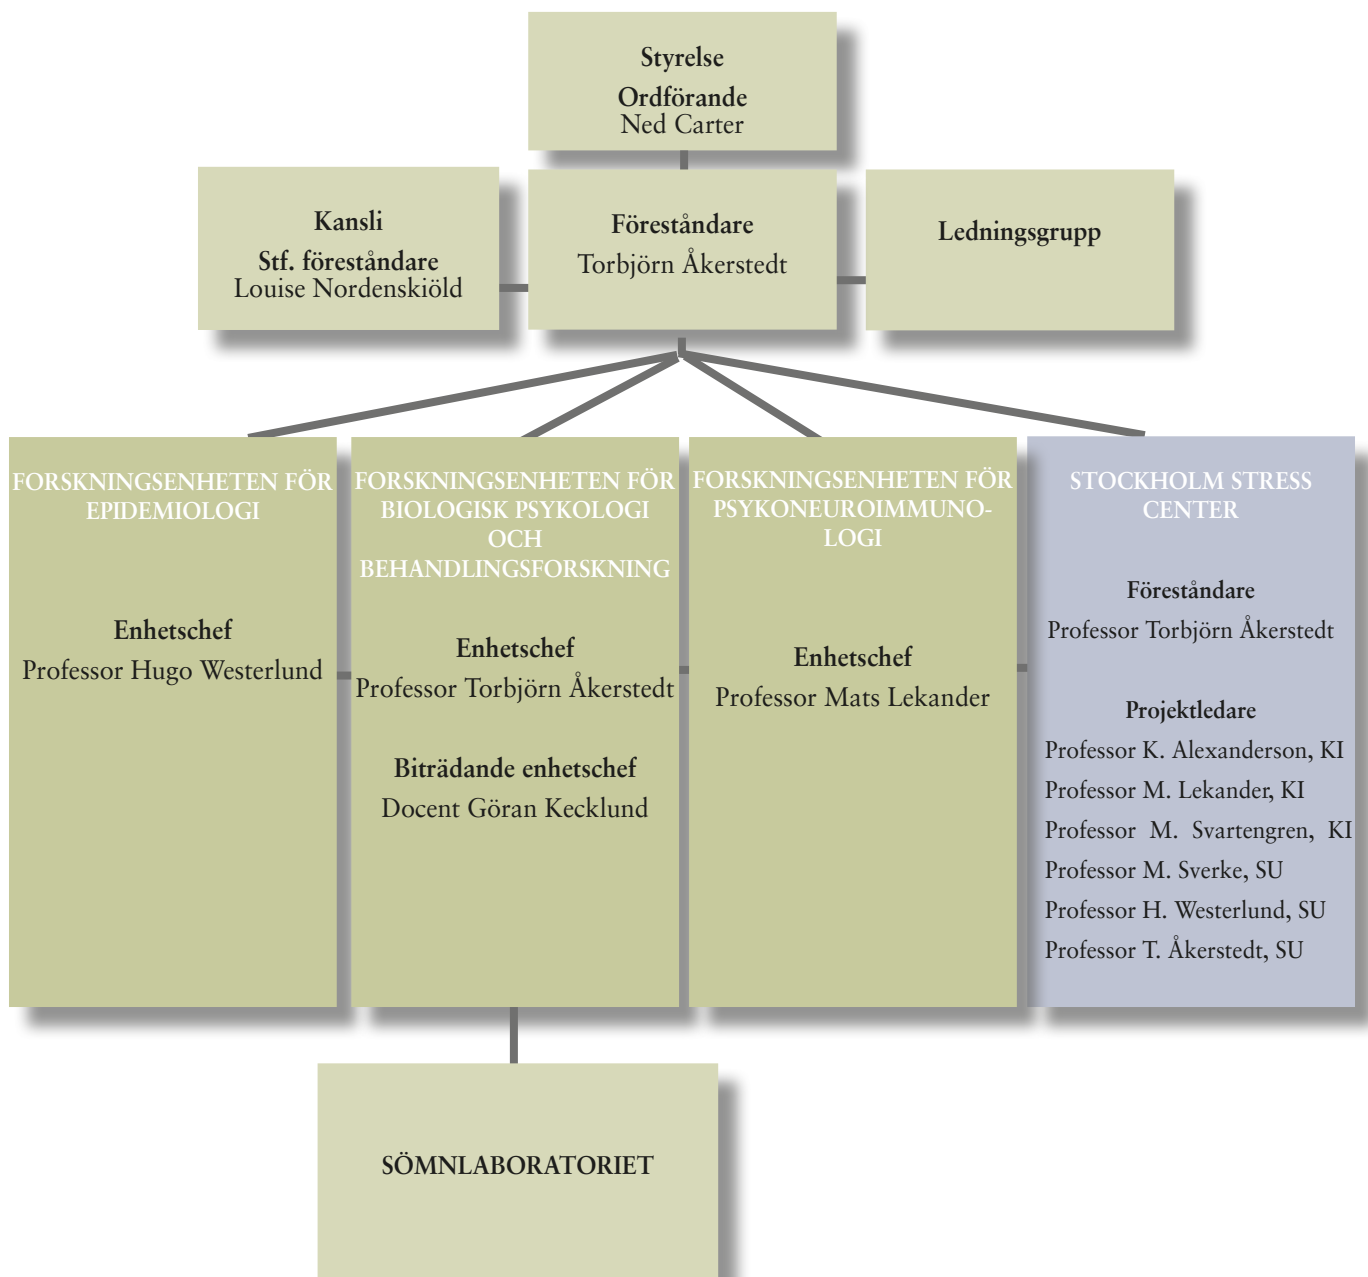 Styrelse
Ordförande
Ned Carter
Kansli
Stf. föreståndare
Louise Nordenskiöld
Föreståndare
Torbjörn Åkerstedt
Ledningsgrupp
FORSKNINGSENHETEN FÖR
EPIDEMIOLOGI
Enhetschef
Professor Hugo Westerlund
FORSKNINGSENHETEN FÖR
BIOLOGISK PSYKOLOGI
OCH
BEHANDLINGSFORSKNING
Enhetschef
Professor Torbjörn Åkerstedt
Biträdande enhetschef
Docent Göran Kecklund
FORSKNINGSENHETEN FÖR
PSYKONEUROIMMUNO-
LOGI
Enhetschef
Professor Mats Lekander
STOCKHOLM STRESS
CENTER
Föreståndare
Professor Torbjörn Åkerstedt
Projektledare
Professor K. Alexanderson, KI
Professor M. Lekander, KI
Professor M. Svartengren, KI
Professor M. Sverke, SU
Professor H. Westerlund, SU
Professor T. Åkerstedt, SU
SÖMNLABORATORIET